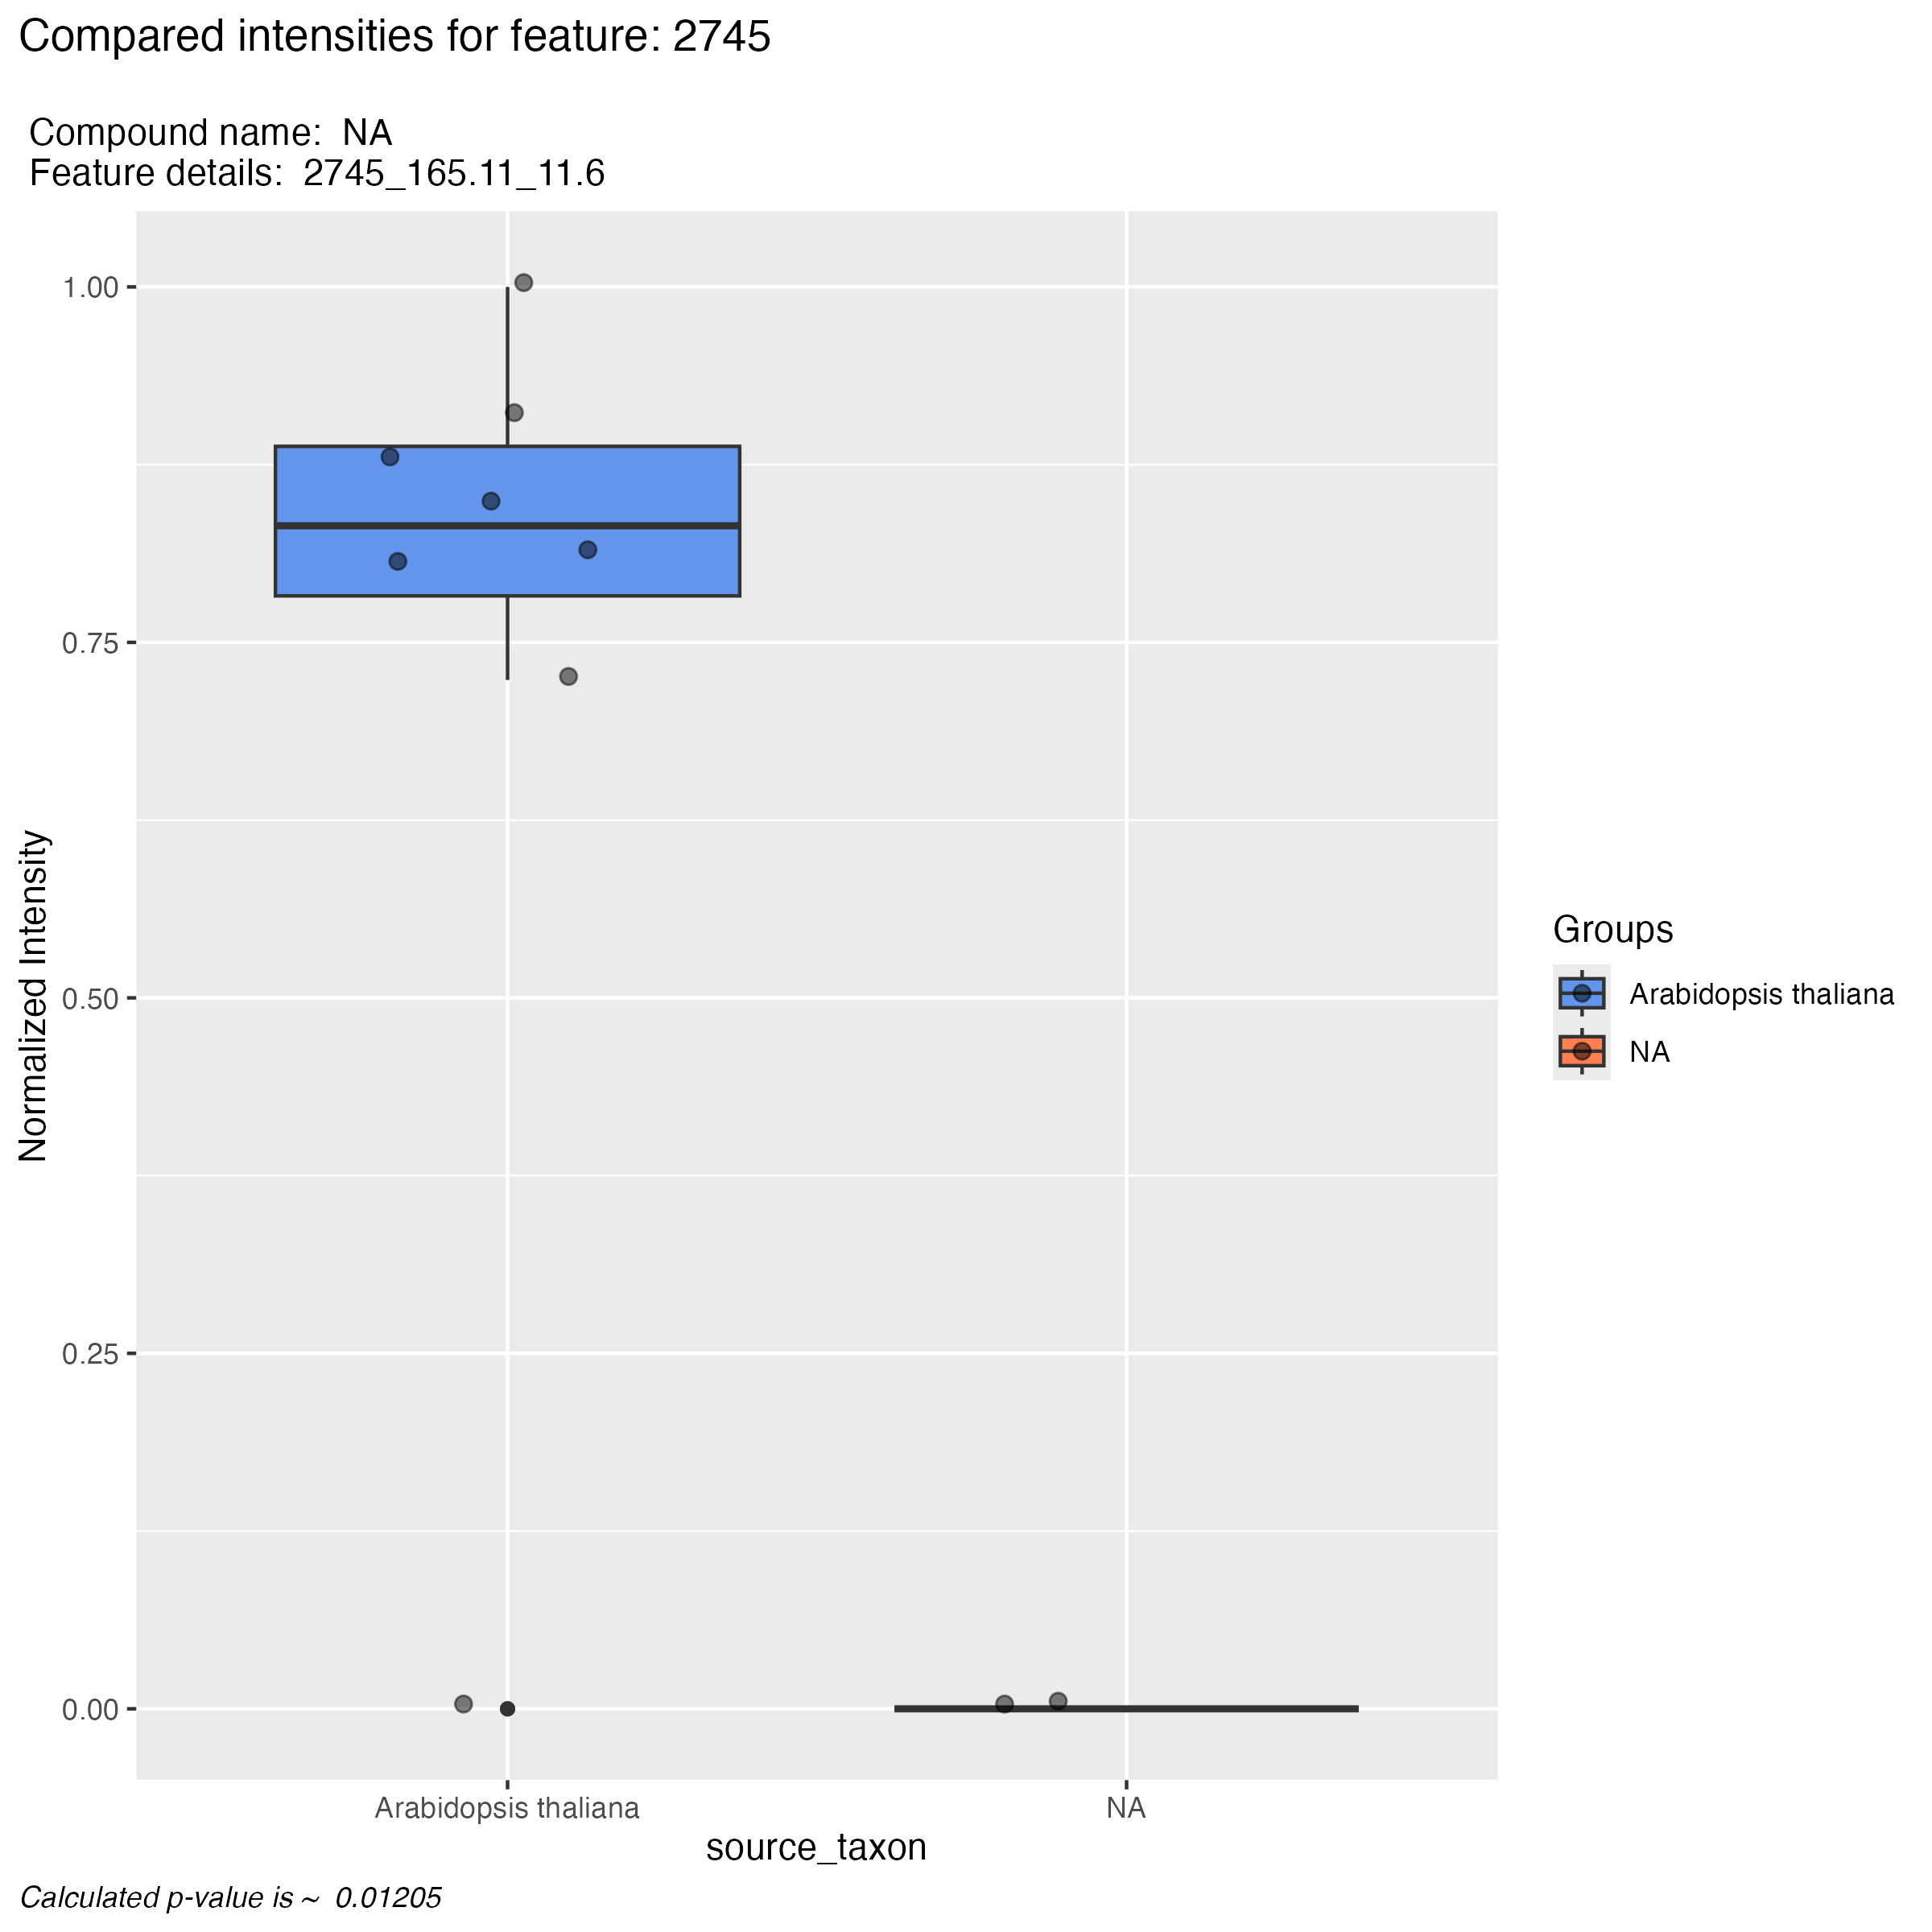 Compared intensities for feature: 2745
Compound name: NA
Feature details: 2745_165.11_11.6
1.00
0.75
0.50
0.25
0.00
Normalized Intensity
Arabidopsis thaliana
NA
source_taxon
Groups
Arabidopsis thaliana
NA
Calculated p-value is ~ 0.01205